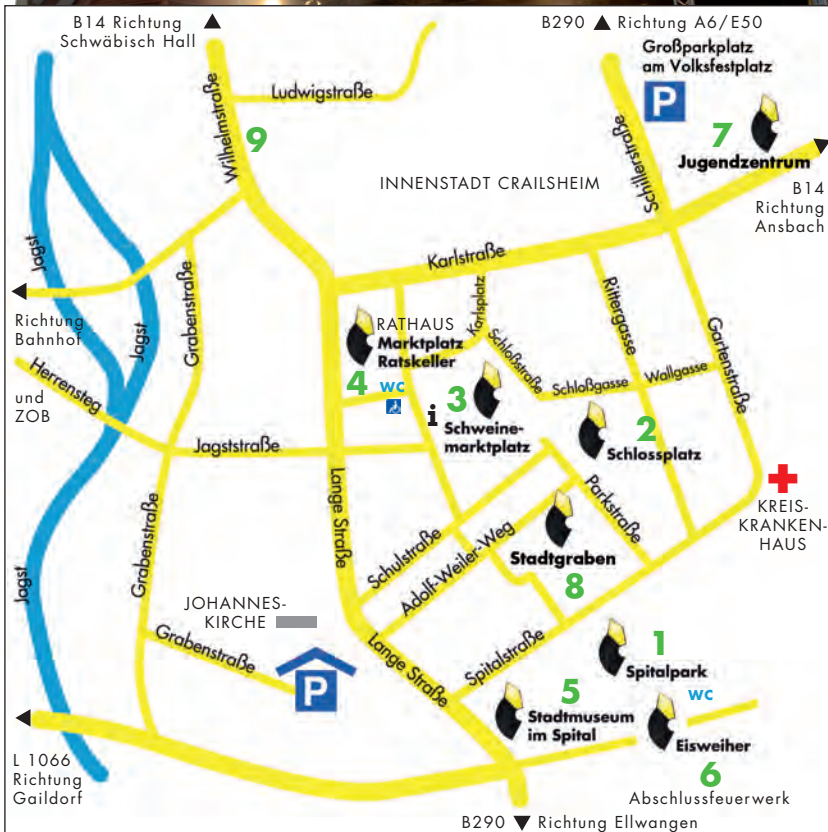 B14 Richtung
Schwäbisch Hall
B290 Richtung A6/E50
Großparkplatz
am Volksfestplatz
P
Ludwigstraße
Wilhelmstraße
9
7
Jugendzentrum
Schillerstraße
B14
Richtung
Ansbach
INNENSTADT CRAILSHEIM
Jagst
Jagst
Grabenstraße
Karlstraße
Karlsplatz
Rittergasse
Gartenstraße
Richtung
Bahnhof
und
ZOB
Herrensteg
RATHAUS
Marktplatz
Ratskeller
4
wc
i
3
Schweine-
marktplatz
Schloßstraße
Schloßgasse
Wallgasse
2
Schlossplatz
Jagststraße
Lange Straße
Parkstraße
KREIS-
KRANKEN-
HAUS
Schulstraße
Adolf-Weiler-Weg
Stadtgraben
8
Grabenstraße
Jagst
JOHANNES-
KIRCHE
Grabenstraße
P
Lange Straße
Spitalstraße
1
Spitalpark
wc
5
Stadtmuseum
im Spital
Eisweiher
6
Abschlussfeuerwerk
L 1066
Richtung
Gaildorf
B290 Richtung Ellwangen